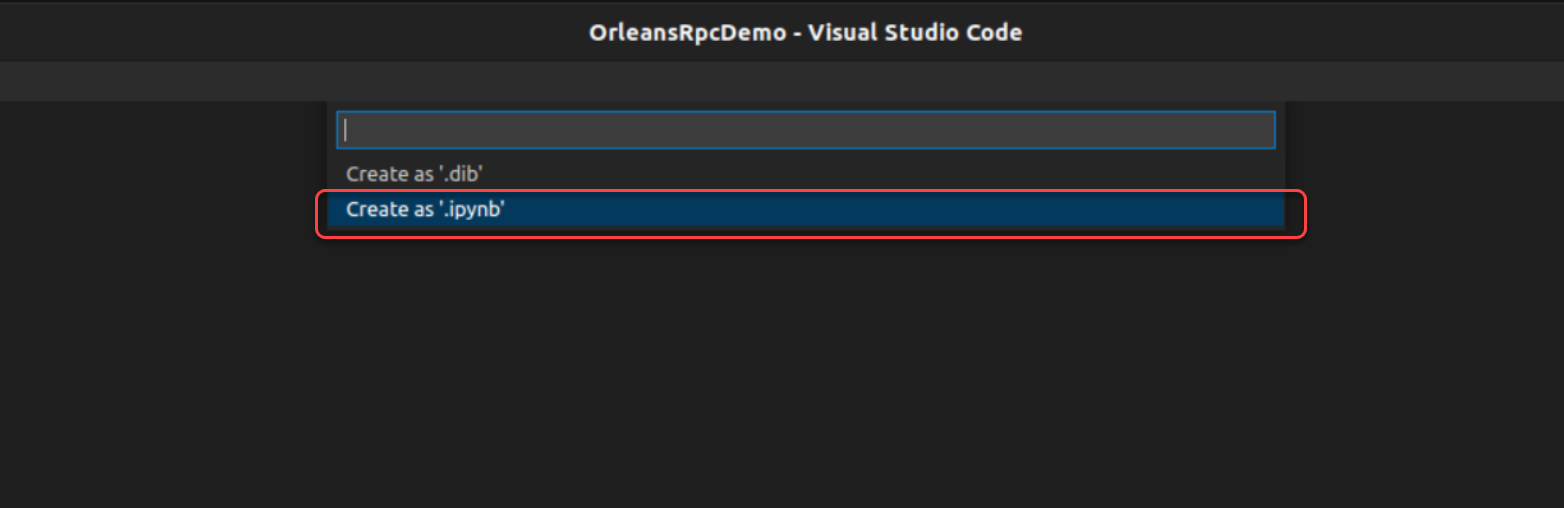 OrleansRpcDemo - Visual Studio Code
Create as '.dib'
Create as '.ipynb'